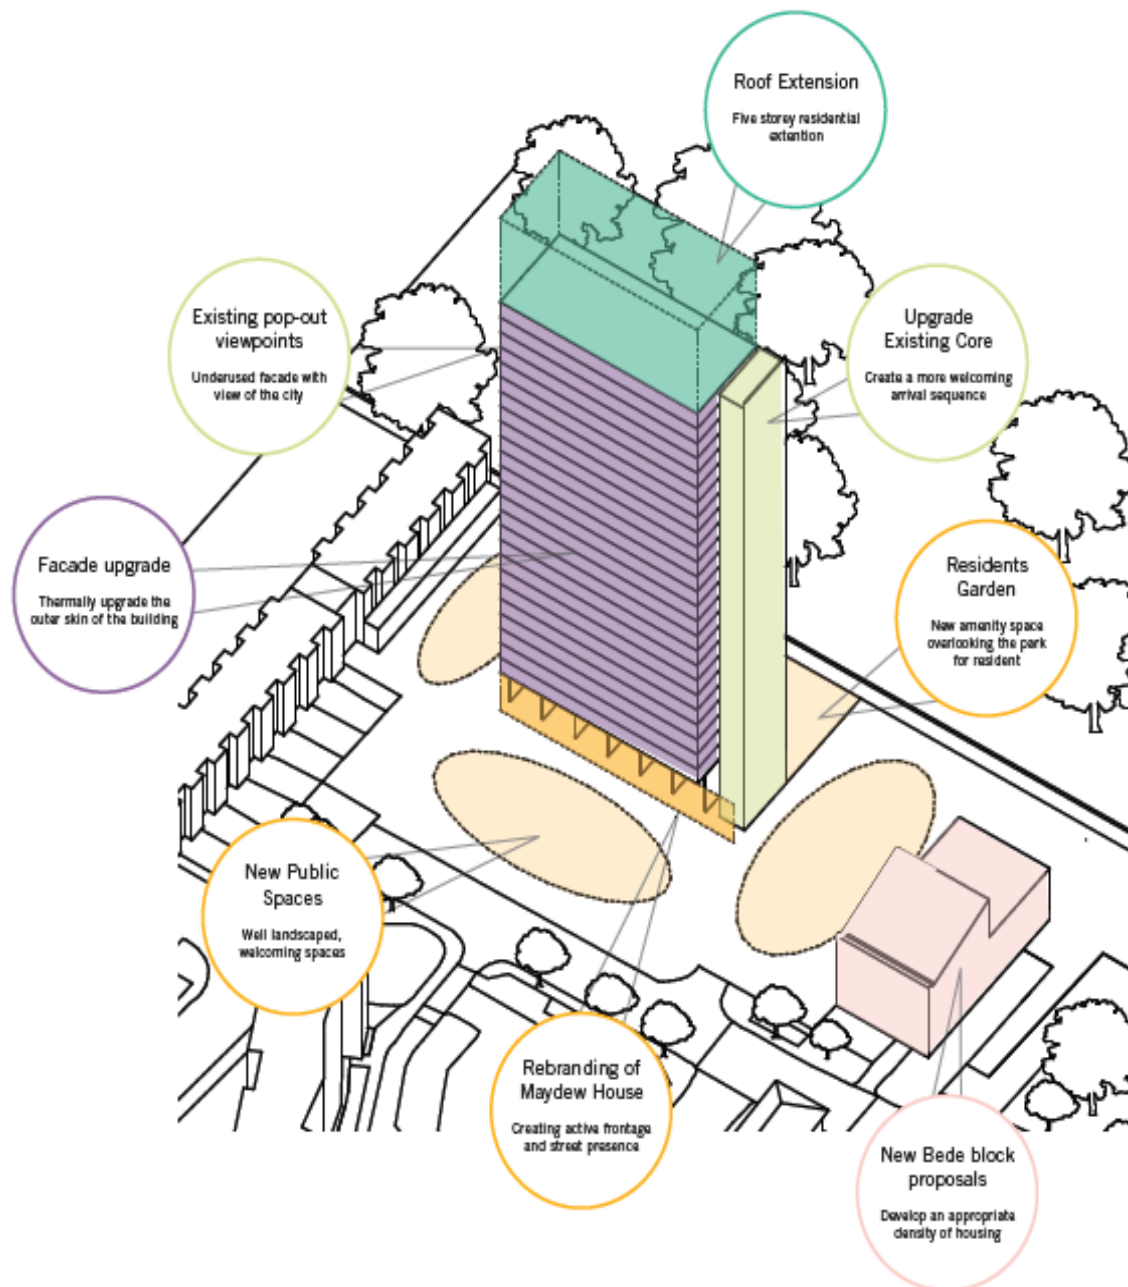 Roof Extension
Five storey residential
extention
Existing pop-out
viewpoints
Underused facade with
view of the city
Upgrade
Existing Core
Create a more welcoming
arrival sequence
Facade upgrade
Thermally upgrade the
outer skin of the building
Residents
Garden
New amenity space
overlooking the park
for resident
New Public
Spaces
Well landscaped,
welcoming spaces
Rebranding of
Maydew House
Creating active frontage
and street presence
New Bede block
proposals
Develop an appropriate
density of housing